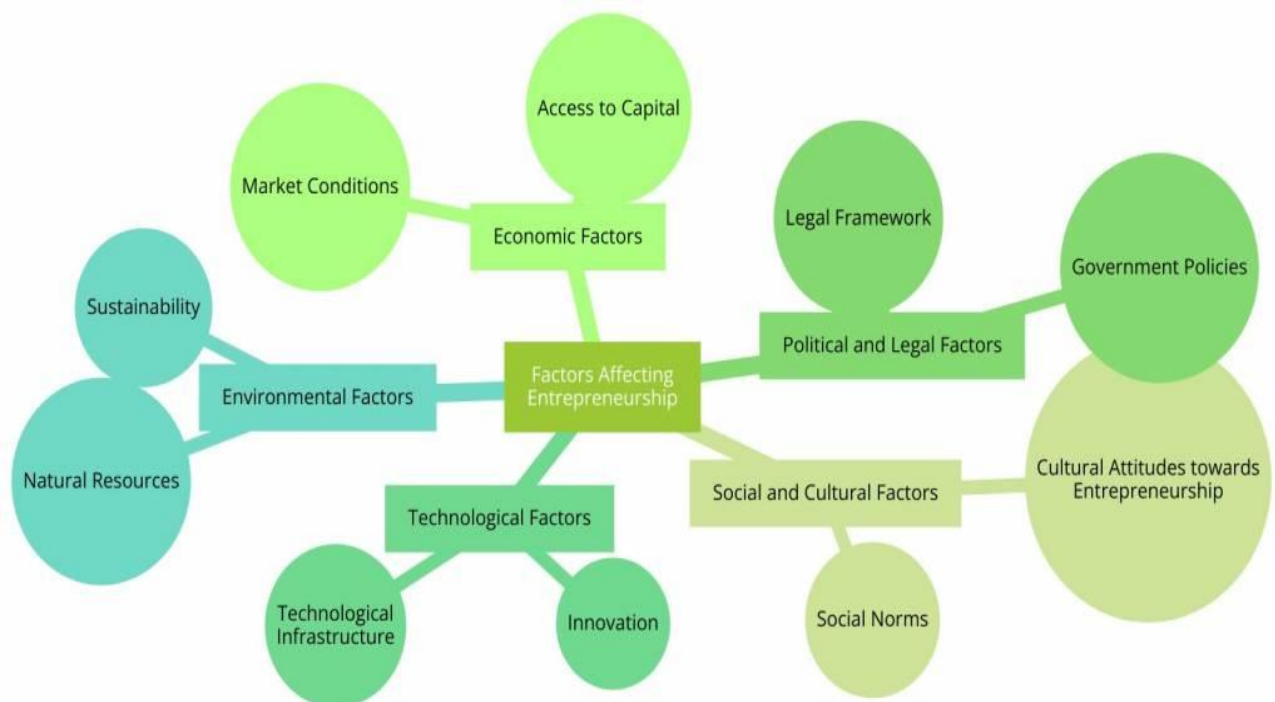 Access to Capital
Market Conditions
Economic Factors
Legal Framework
Government Policies
Sustainability
Political and Legal Factors
Factors Affecting
Entrepreneurship
Environmental Factors
Natural Resources
Cultural Attitudes towards
Entrepreneurship
Social and Cultural Factors
Technological Factors
Technological
Infrastructure
Innovation
Social Norms